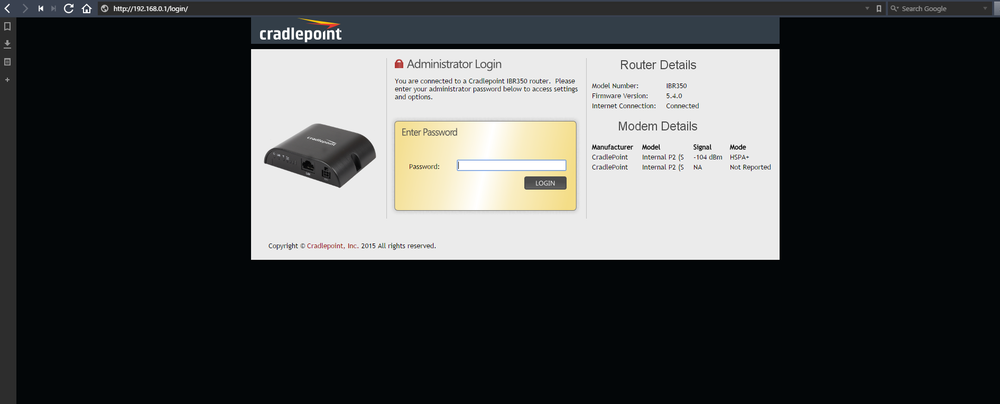 http://192.168.0.1/login/
Search Google
cradlepoint
Administrator Login
You are connected to a Cradlepoint IBR350 router.  Please
enter your administrator password below to access settings
and options.
Enter Password
Password:
LOGIN
cradlepoint
LAN
Router Details
Model Number: IBR350
Firmware Version: 5.4.0
Internet Connection: Connected
Modem Details
Manufacturer Model Signal Mode
CradlePoint Internal P2 (S -104 dBm HSPA+
CradlePoint Internal P2 (S NA Not Reported
Copyright © Cradlepoint, Inc. 2015 All rights reserved.